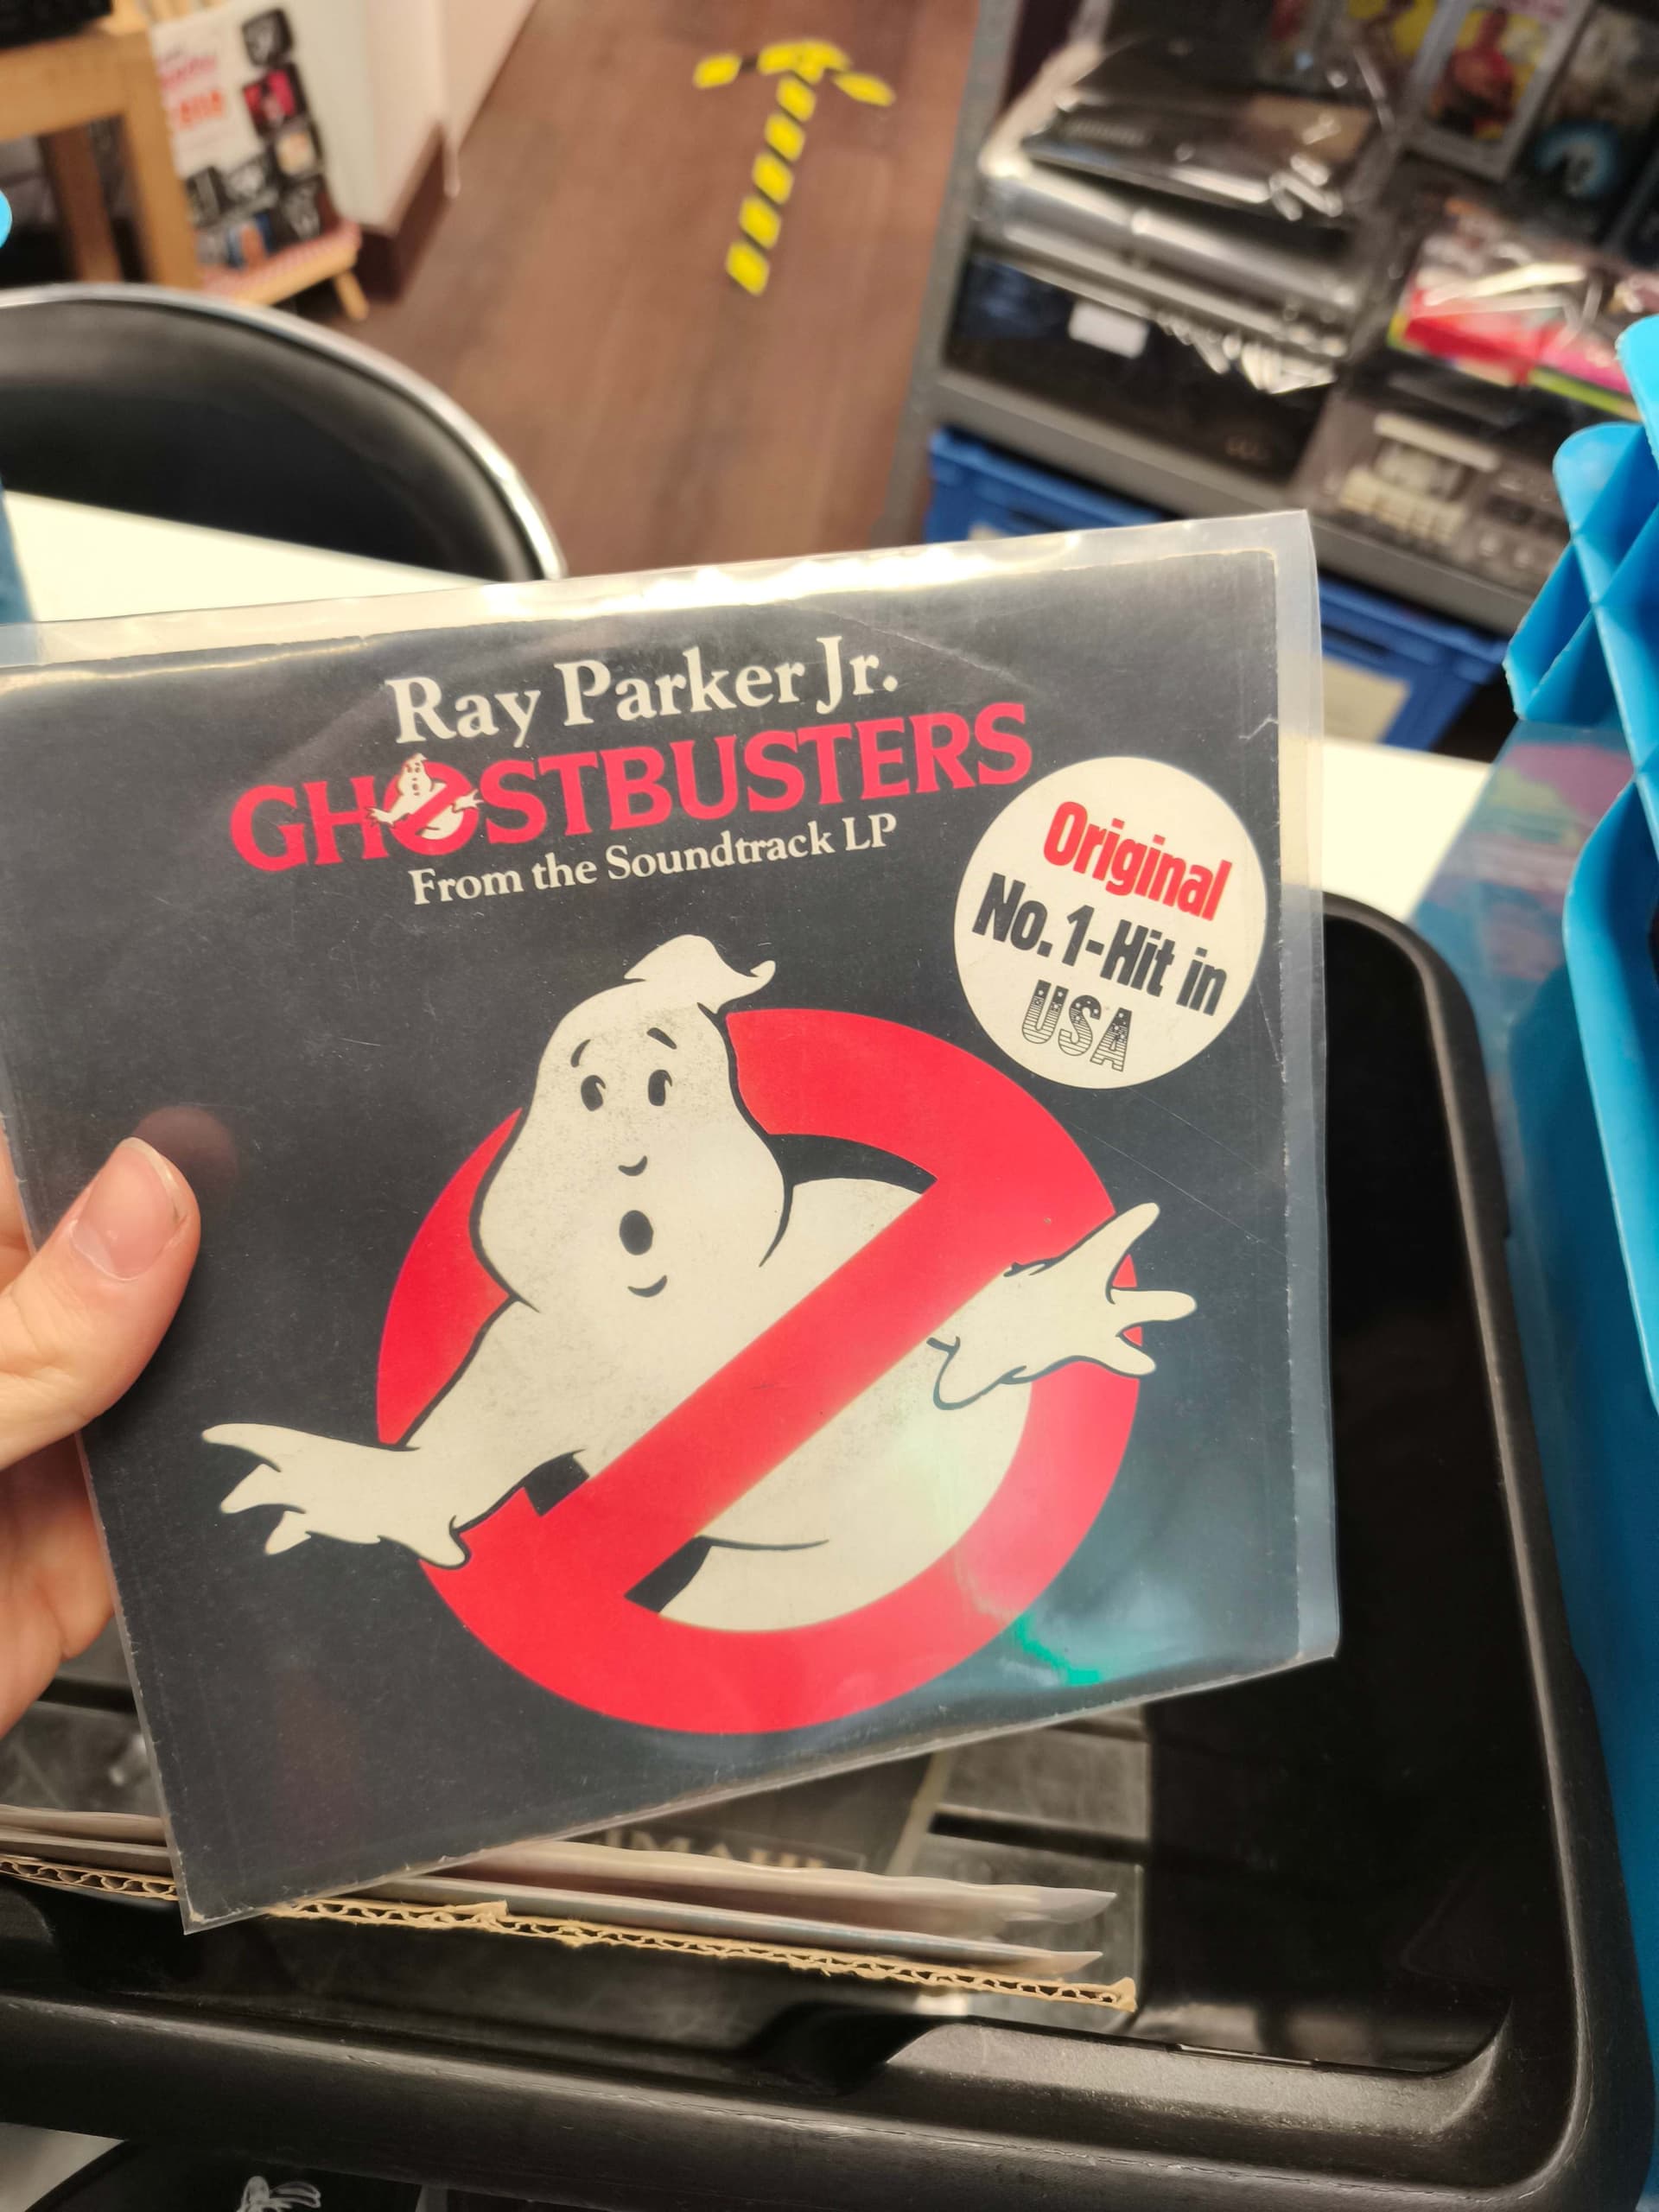 Ray Parker Jr.
GHOSTBUSTERS
From the Soundtrack LP
Original
No.1-Hit in
USA